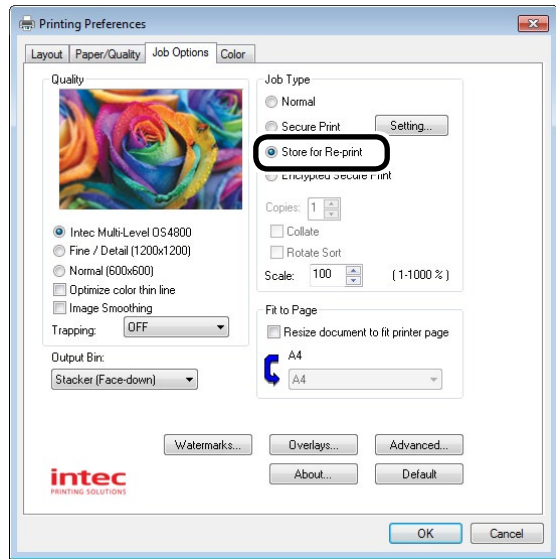 Printing Preferences
Layout Paper/Quality Job Options Color
Quality
Intec Multi-Level OS4800
Fine / Detail (1200x1200)
Normal (600x600)
Optimize color thin line
Image Smoothing
Trapping: OFF
Output Bin:
Stacker (Face-down)
Job Type
Normal
Secure Print Setting...
Store for Re-print
Encrypted Secure Print
Copies: 1
Collate
Rotate Sort
Scale: 100 (1-1000 %)
Fit to Page
Resize document to fit printer page
A4
A4
Watermarks... Overlays... Advanced...
About... Default
intec
PRINTING SOLUTIONS
OK Cancel